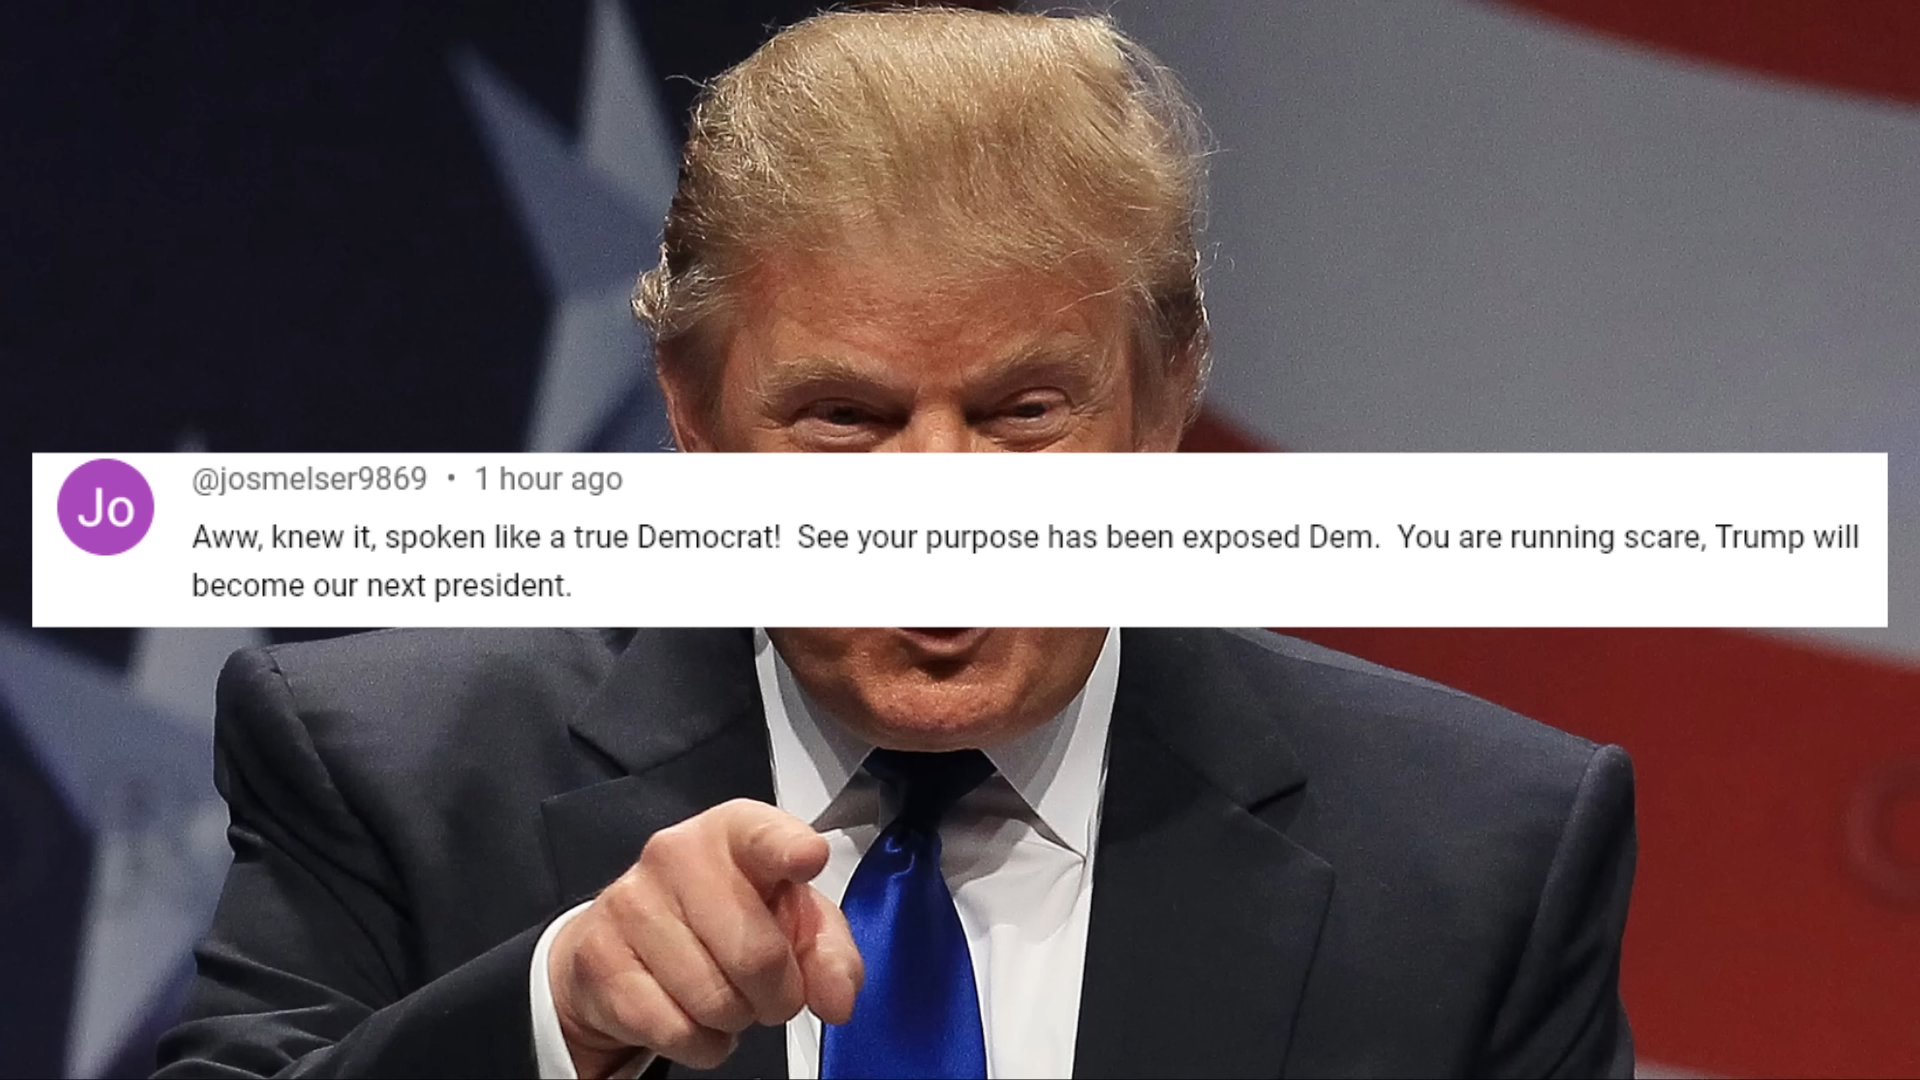 Jo
@josmelser9869 • 1 hour ago
Aww, knew it, spoken like a true Democrat!  See your purpose has been exposed Dem.  You are running scare, Trump will
become our next president.